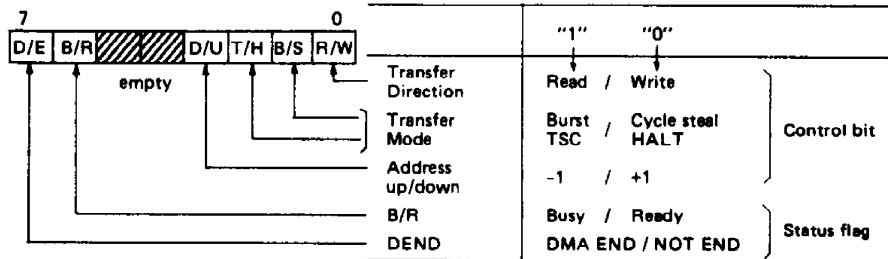 7 0
D/E B/R D/U T/H B/S R/W
empty
"1" "0"
Transfer
Direction
Read / Write
Transfer
Mode
Burst / Cycle steal
TSC HALT
Control bit
Address
up/down
-1 / +1
B/R
Busy / Ready
DEND
DMA END / NOT END
Status flag